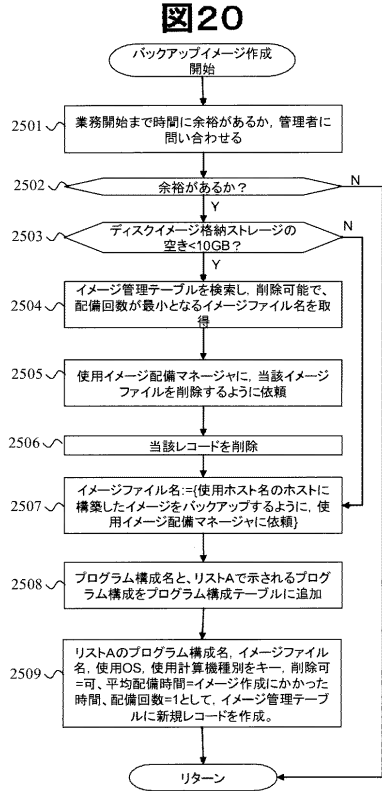 図20
バックアップイメージ作成
開始
2501
業務開始まで時間に余裕があるか, 管理者に
問い合わせる
2502
余裕があるか?
N
Y
2503
ディスクイメージ格納ストレージの
空き<10GB?
N
Y
2504
イメージ管理テーブルを検索し, 削除可能で、
配備回数が最小となるイメージファイル名を取
得
2505
使用イメージ配備マネージャに, 当該イメージ
ファイルを削除するように依頼
2506
当該レコードを削除
2507
イメージファイル名:={使用ホスト名のホストに
構築したイメージをバックアップするように, 使
用イメージ配備マネージャに依頼}
2508
プログラム構成名と、リストAで示されるプログ
ラム構成をプログラム構成テーブルに追加
2509
リストAのプログラム構成名, イメージファイル
名, 使用OS, 使用計算機種別をキー, 削除可
=可、平均配備時間=イメージ作成にかかった
時間、配備回数=1として, イメージ管理テーブ
ルに新規レコードを作成。
リターン